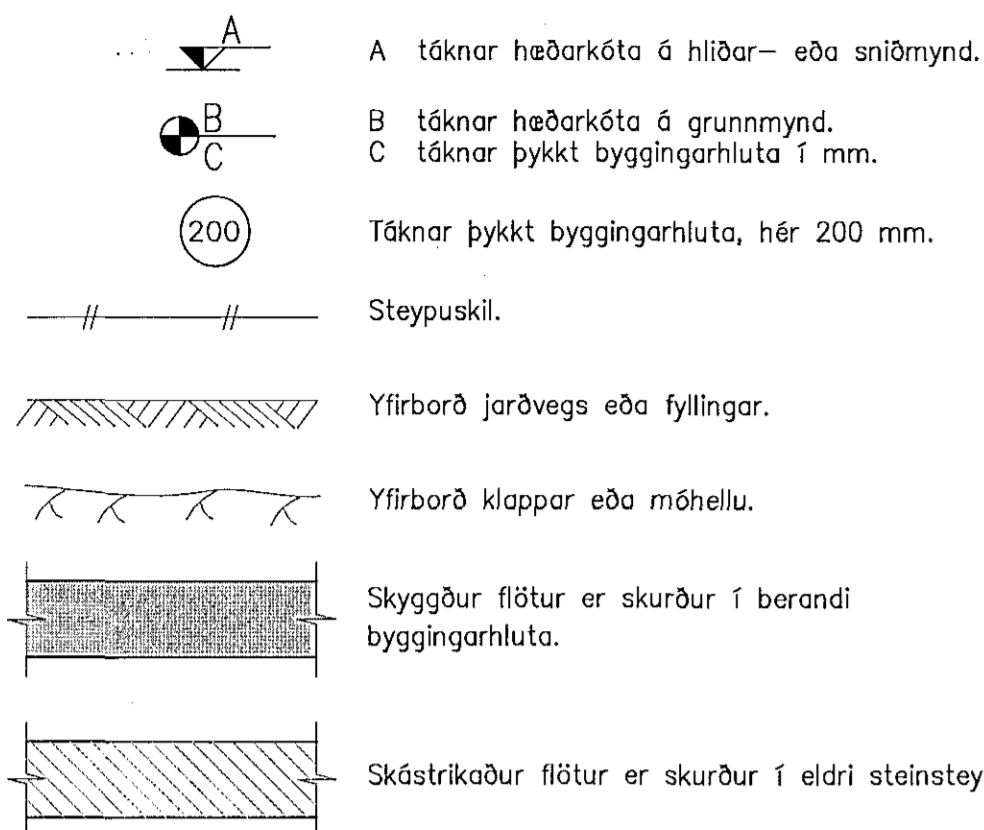 A
A táknar hæðarkóta á hliðar- eða sniðmynd.
B
C
B táknar hæðarkóta á grunnmynd.
C táknar þykkt byggingarhluta í mm.
200
Táknar þykkt byggingarhluta, hér 200 mm.
Steypuskil.
Yfirborð jarðvegs eða fyllingar.
Yfirborð klappar eða móhellu.
Skyggður flötur er skurður í berandi
byggingarhluta.
Skástrikaður flötur er skurður í eldri steinstey